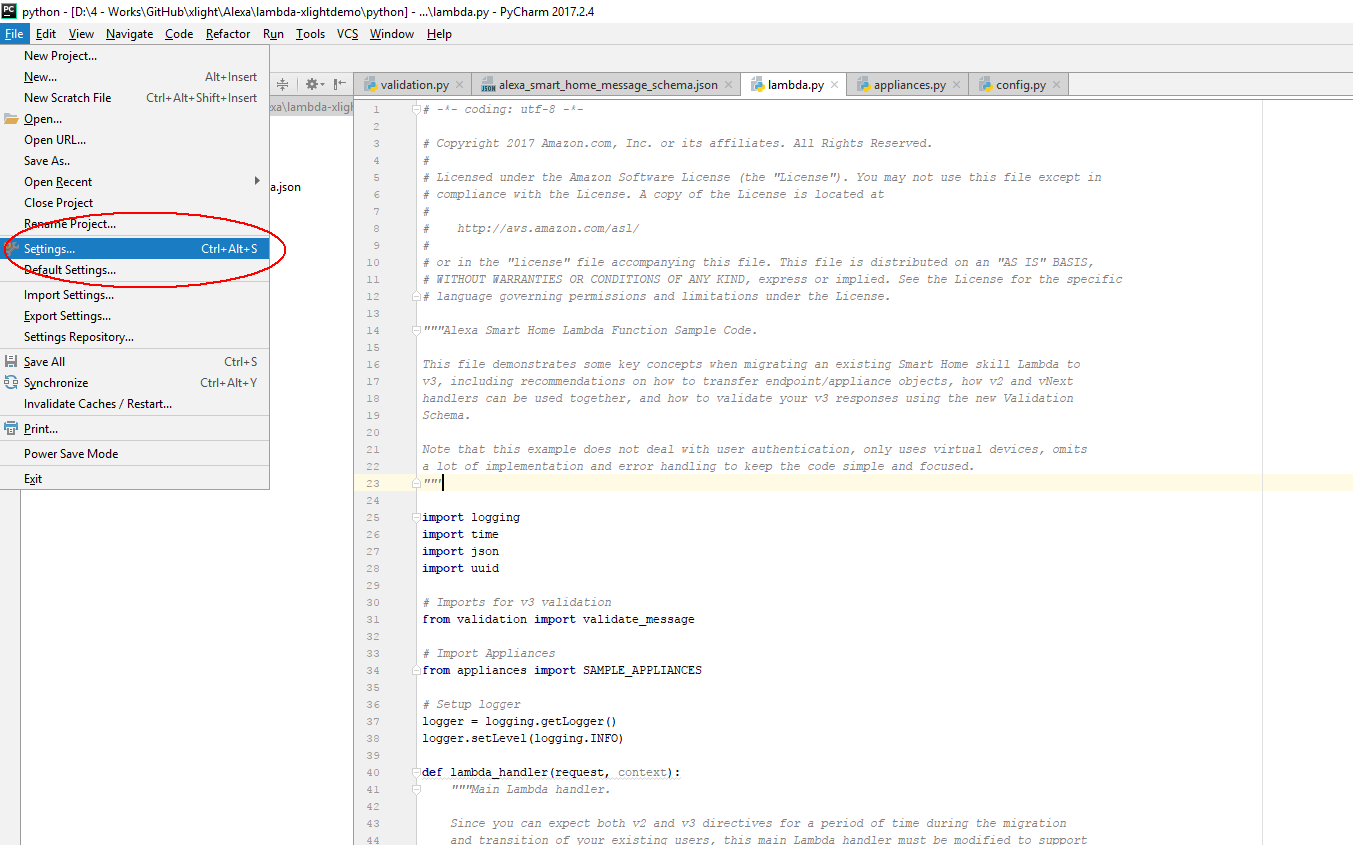 PC python - [D:\4 - Works\GitHub\xlight\Alexa\lambda-xlightdemo\python] - ...\lambda.py - PyCharm 2017.2.4
File Edit View Navigate Code Refactor Run Tools VCS Window Help
New Project...
New... Alt+Insert
New Scratch File Ctrl+Alt+Shift+Insert
Open...
Open URL...
Save As..
Open Recent
Close Project
Rename Project...
Settings... Ctrl+Alt+S
Default Settings...
Import Settings...
Export Settings...
Settings Repository...
Save All Ctrl+S
Synchronize Ctrl+Alt+Y
Invalidate Caches / Restart...
Print...
Power Save Mode
Exit
xa\lambda-xligh
a.json
validation.py JSON alexa_smart_home_message_schema.json lambda.py appliances.py config.py
1 # -*- coding: utf-8 -*-
2
3 # Copyright 2017 Amazon.com, Inc. or its affiliates. All Rights Reserved.
4 #
5 # Licensed under the Amazon Software License (the "License"). You may not use this file except in
6 # compliance with the License. A copy of the License is located at
7 #
8 # http://aws.amazon.com/asl/
9 #
10 # or in the "license" file accompanying this file. This file is distributed on an "AS IS" BASIS,
11 # WITHOUT WARRANTIES OR CONDITIONS OF ANY KIND, express or implied. See the License for the specific
12 # language governing permissions and limitations under the License.
13
14 """Alexa Smart Home Lambda Function Sample Code.
15
16 This file demonstrates some key concepts when migrating an existing Smart Home skill Lambda to
17 v3, including recommendations on how to transfer endpoint/appliance objects, how v2 and vNext
18 handlers can be used together, and how to validate your v3 responses using the new Validation
19 Schema.
20
21 Note that this example does not deal with user authentication, only uses virtual devices, omits
22 a lot of implementation and error handling to keep the code simple and focused.
23 """
24
25 import logging
26 import time
27 import json
28 import uuid
29
30 # Imports for v3 validation
31 from validation import validate_message
32
33 # Import Appliances
34 from appliances import SAMPLE_APPLIANCES
35
36 # Setup logger
37 logger = logging.getLogger()
38 logger.setLevel(logging.INFO)
39
40 def lambda_handler(request, context):
41 """Main Lambda handler.
42
43 Since you can expect both v2 and v3 directives for a period of time during the migration
44 and transition of your existing users, this main Lambda handler must be modified to support